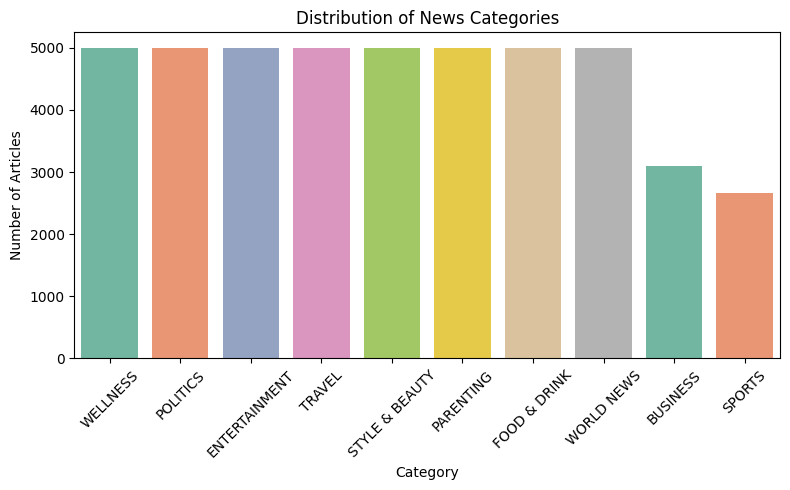 Distribution of News Categories
Number of Articles
5000
4000
3000
2000
1000
0
WELLNESS
POLITICS
ENTERTAINMENT
TRAVEL
STYLE & BEAUTY
PARENTING
FOOD & DRINK
WORLD NEWS
BUSINESS
SPORTS
Category